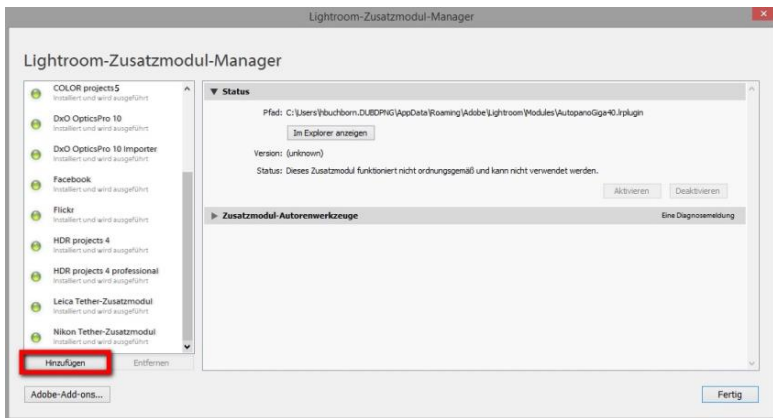 Lightroom-Zusatzmodul-Manager
Lightroom-Zusatzmodul-Manager
COLOR projects5
Installiert und wird ausgeführt
DxO OpticsPro 10
Installiert und wird ausgeführt
DxO OpticsPro 10 Importer
Installiert und wird ausgeführt
Facebook
Installiert und wird ausgeführt
Flickr
Installiert und wird ausgeführt
HDR projects 4
Installiert und wird ausgeführt
HDR projects 4 professional
Installiert und wird ausgeführt
Leica Tether-Zusatzmodul
Installiert und wird ausgeführt
Nikon Tether-Zusatzmodul
Installiert und wird ausgeführt
Hinzufügen Entfernen
Status
Pfad: C:\Users\hbuchborn.DUBDPNG\AppData\Roaming\Adobe\Lightroom\Modules\AutopanoGiga40.lrplugin
Im Explorer anzeigen
Version: (unknown)
Status: Dieses Zusatzmodul funktioniert nicht ordnungsgemäß und kann nicht verwendet werden.
Aktivieren Deaktivieren
Zusatzmodul-Autorenwerkzeuge Eine Diagnosemeldung
Adobe-Add-ons... Fertig